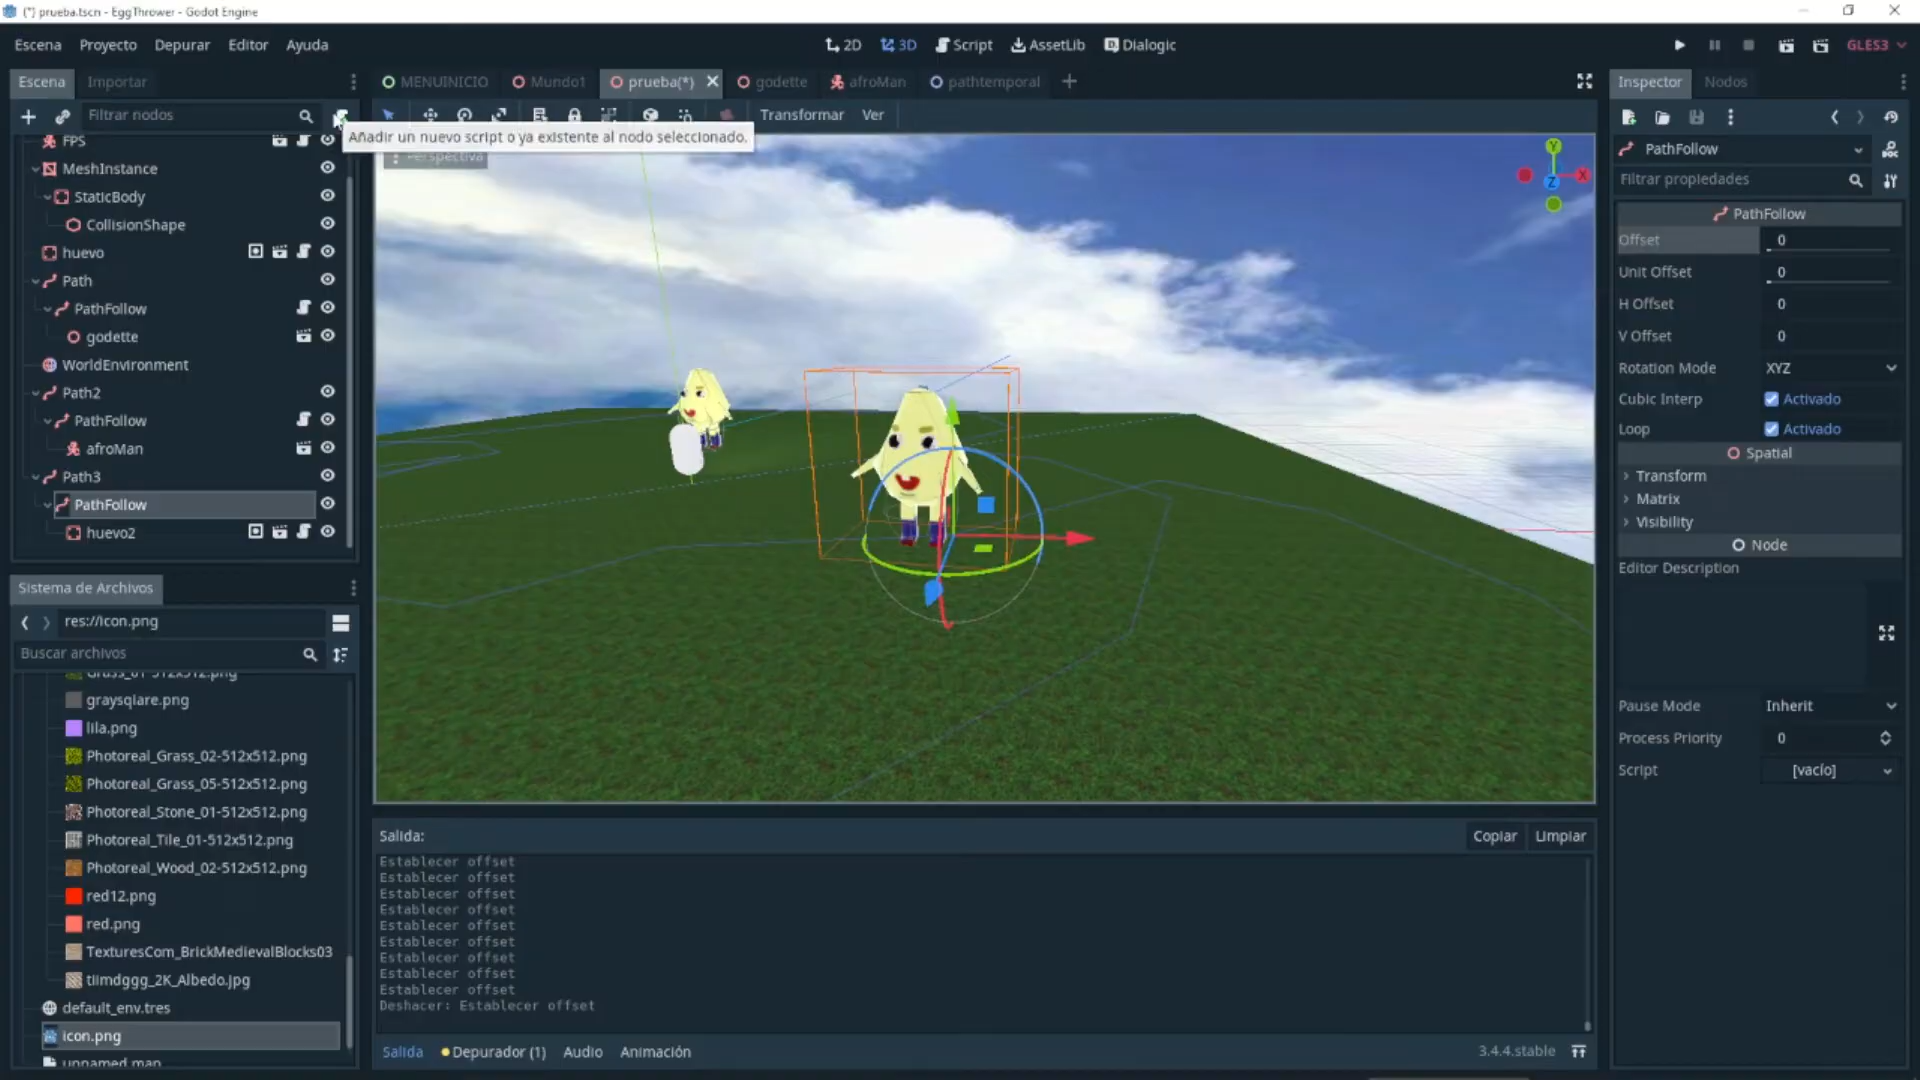 (*) prueba.tscn - EggThrower - Godot Engine
Escena Proyecto Depurar Editor Ayuda
2D 3D Script AssetLib Dialogic
GLES3
Escena Importar
MENUINICIO Mundo1 prueba(*) godette afroMan pathtemporal
Inspector Nodos
Filtrar nodos
Transformar Ver
Añadir un nuevo script o ya existente al nodo seleccionado.
Perspectiva
FPS
MeshInstance
StaticBody
CollisionShape
huevo
Path
PathFollow
godette
WorldEnvironment
Path2
PathFollow
afroMan
Path3
PathFollow
huevo2
Y
X
Z
Sistema de Archivos
res://icon.png
Buscar archivos
Grass_01-512x512.png
graysqlare.png
lila.png
Photoreal_Grass_02-512x512.png
Photoreal_Grass_05-512x512.png
Photoreal_Stone_01-512x512.png
Photoreal_Tile_01-512x512.png
Photoreal_Wood_02-512x512.png
red12.png
red.png
TexturesCom_BrickMedievalBlocks03
tiimdggg_2K_Albedo.jpg
default_env.tres
icon.png
unnamed.map
Salida:
Copiar Limpiar
Establecer offset
Establecer offset
Establecer offset
Establecer offset
Establecer offset
Establecer offset
Establecer offset
Establecer offset
Establecer offset
Deshacer: Establecer offset
Salida Depurador (1) Audio Animación
3.4.4.stable
PathFollow
Filtrar propiedades
PathFollow
Offset 0
Unit Offset 0
H Offset 0
V Offset 0
Rotation Mode XYZ
Cubic Interp Activado
Loop Activado
Spatial
Transform
Matrix
Visibility
Node
Editor Description
Pause Mode Inherit
Process Priority 0
Script [vacío]